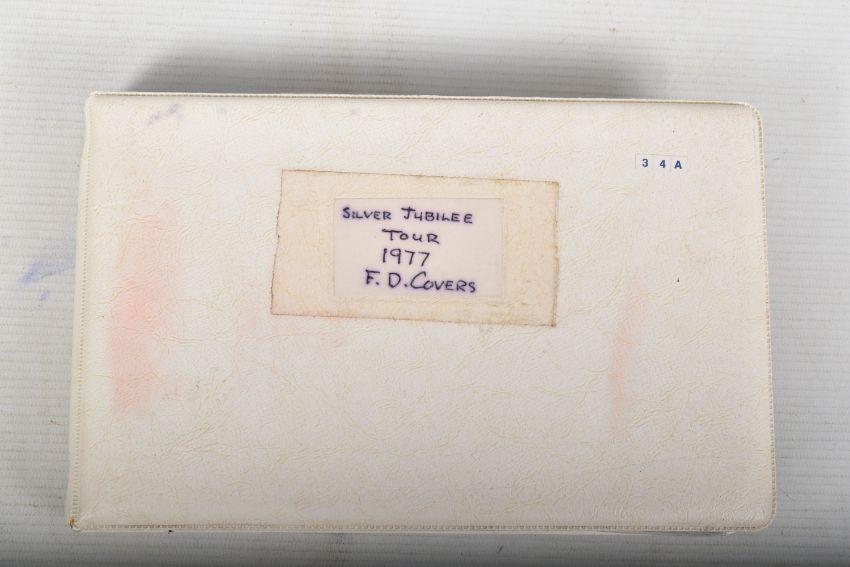 3 4 A
SILVER JUBILEE
TOUR
1977
F. D. COVERS